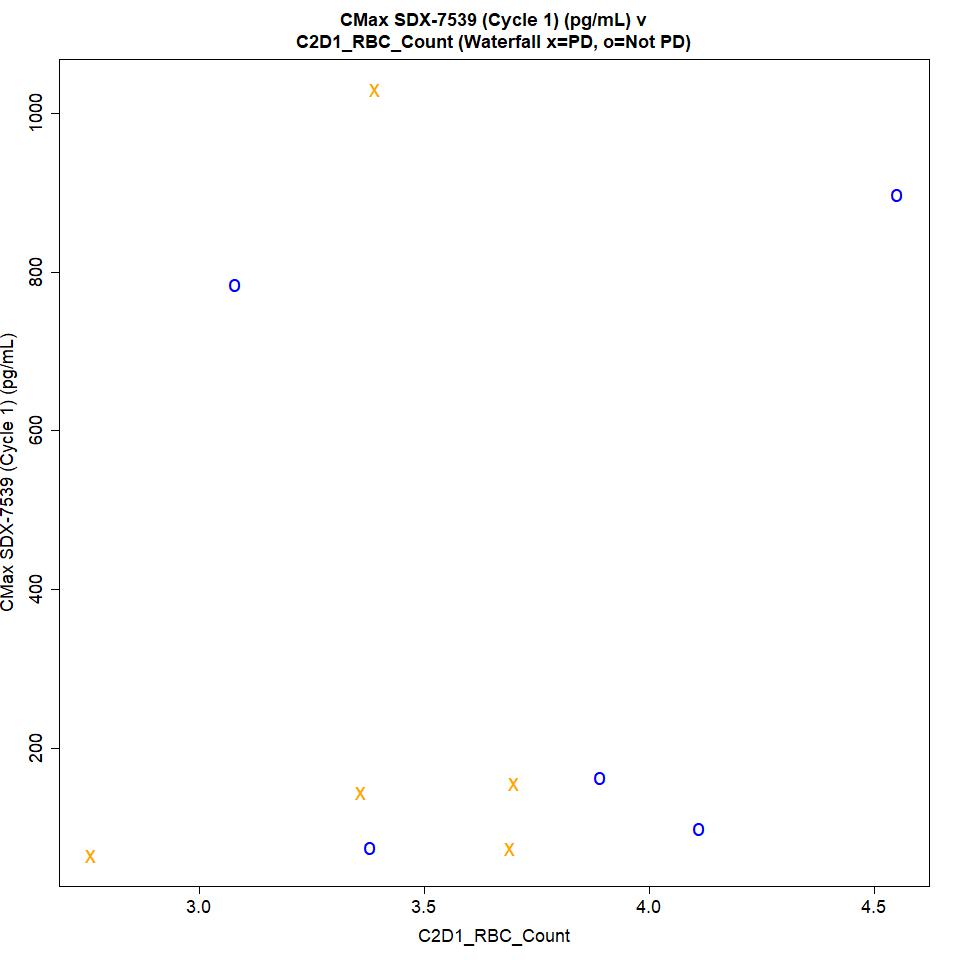 CMax SDX-7539 (Cycle 1) (pg/mL) v
C2D1_RBC_Count (Waterfall x=PD, o=Not PD)
CMax SDX-7539 (Cycle 1) (pg/mL)
1000
800
600
400
200
X
O
O
O
X
X
O
O
X
X
3.0
3.5
4.0
4.5
C2D1_RBC_Count